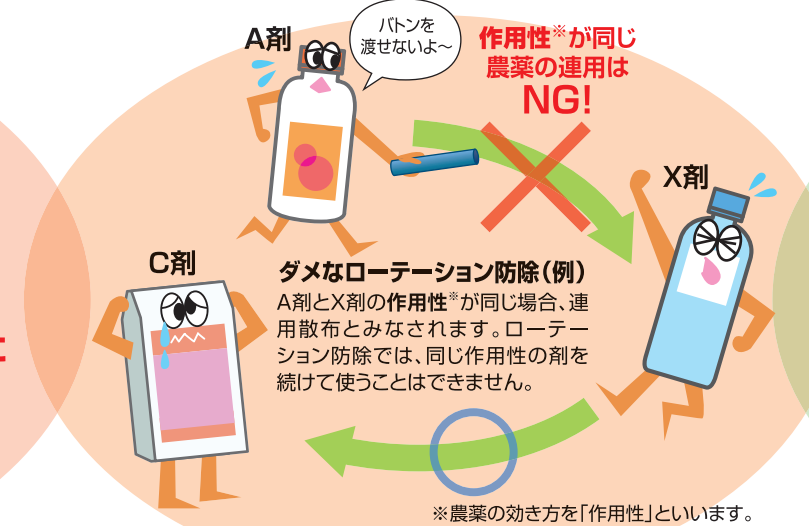 A剤
バトンを
渡せないよ～
作用性※が同じ
農薬の連用は
NG!
X剤
C剤
ダメなローテーション防除（例）
A剤とX剤の作用性※が同じ場合、連
用散布とみなされます。ローテー
ション防除では、同じ作用性の剤を
続けて使うことはできません。
※農薬の効き方を「作用性」といいます。